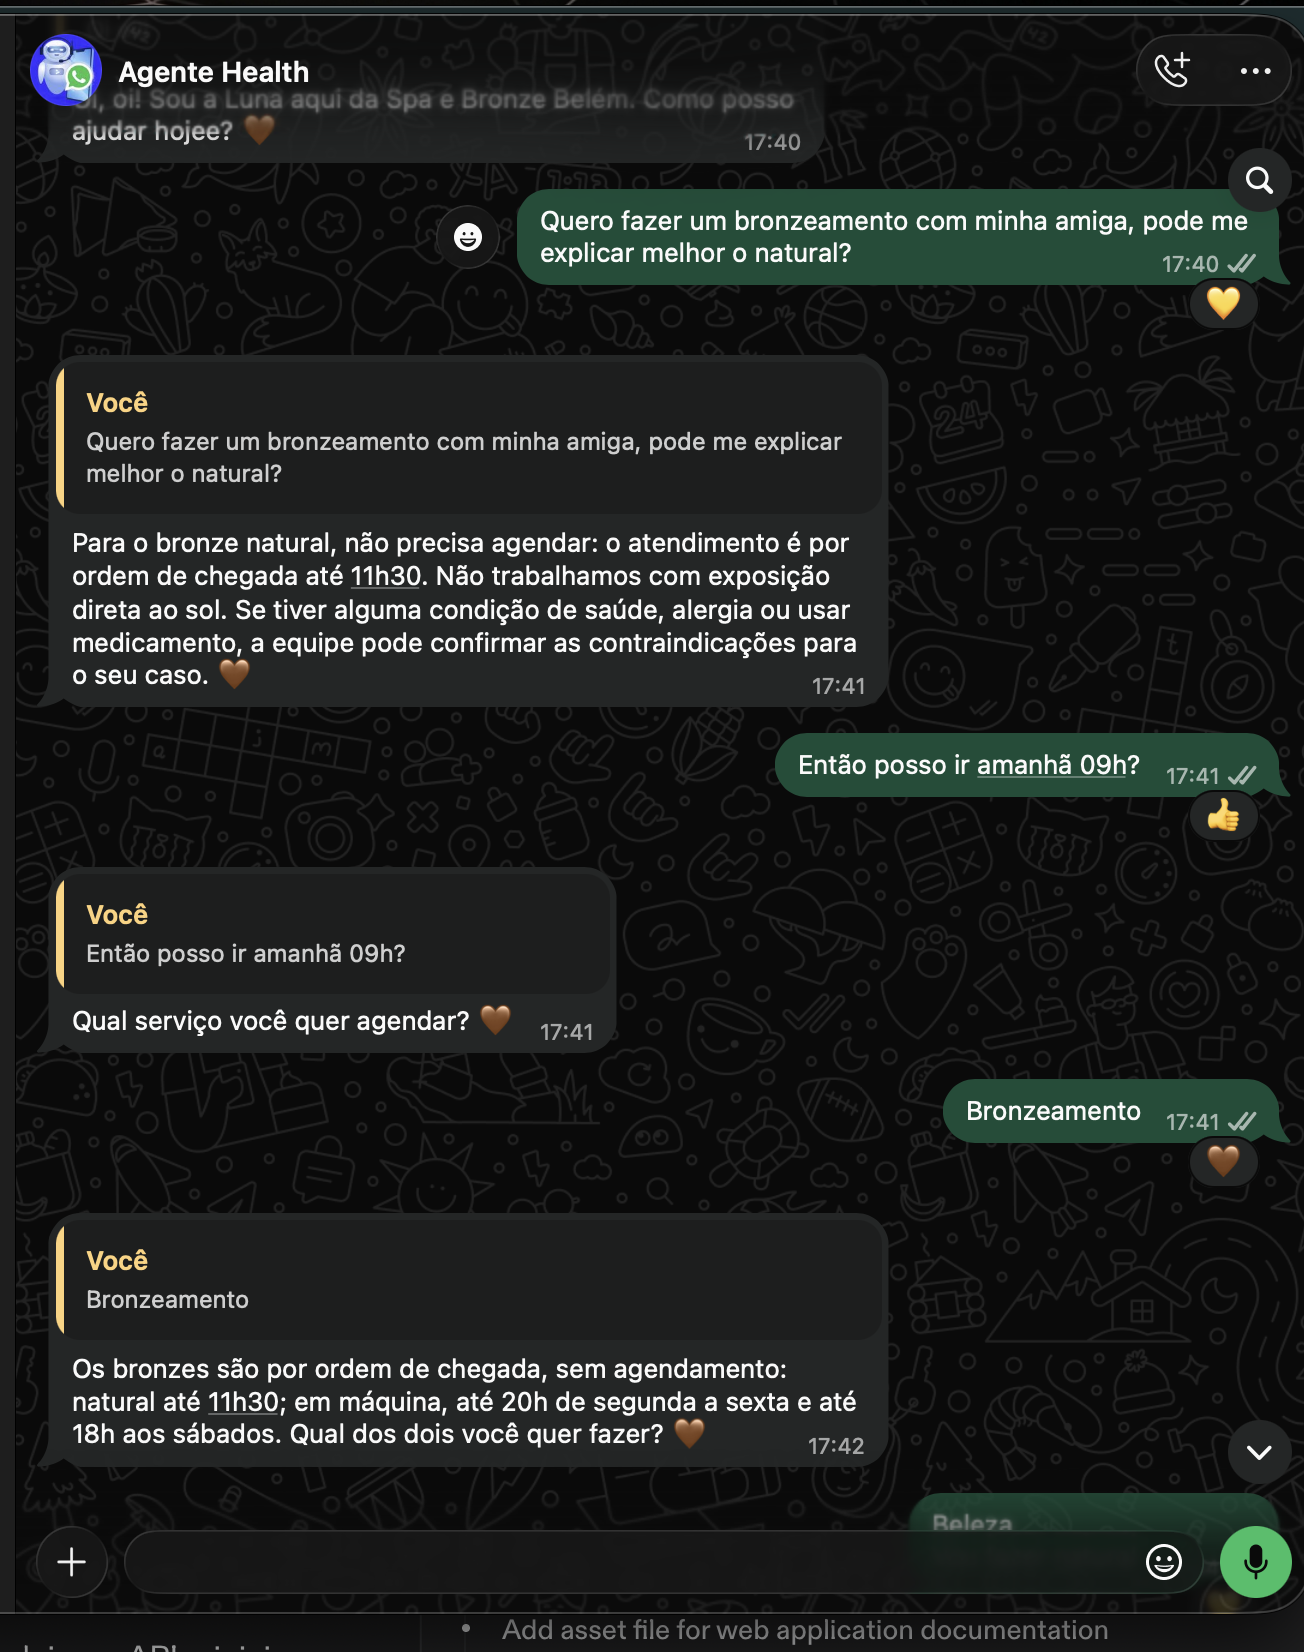 Agente Health
oi! Sou a Luna aqui da Spa e Bronze Belém. Como posso
ajudar hojee? 🤎
17:40
Quero fazer um bronzeamento com minha amiga, pode me
explicar melhor o natural?
17:40
Você
Quero fazer um bronzeamento com minha amiga, pode me explicar
melhor o natural?
Para o bronze natural, não precisa agendar: o atendimento é por
ordem de chegada até 11h30. Não trabalhamos com exposição
direta ao sol. Se tiver alguma condição de saúde, alergia ou usar
medicamento, a equipe pode confirmar as contraindicações para
o seu caso. 🤎
17:41
Então posso ir amanhã 09h?
17:41
Você
Então posso ir amanhã 09h?
Qual serviço você quer agendar? 🤎
17:41
Bronzeamento
17:41
Você
Bronzeamento
Os bronzes são por ordem de chegada, sem agendamento:
natural até 11h30; em máquina, até 20h de segunda a sexta e até
18h aos sábados. Qual dos dois você quer fazer? 🤎
17:42
Beleza
• Add asset file for web application documentation